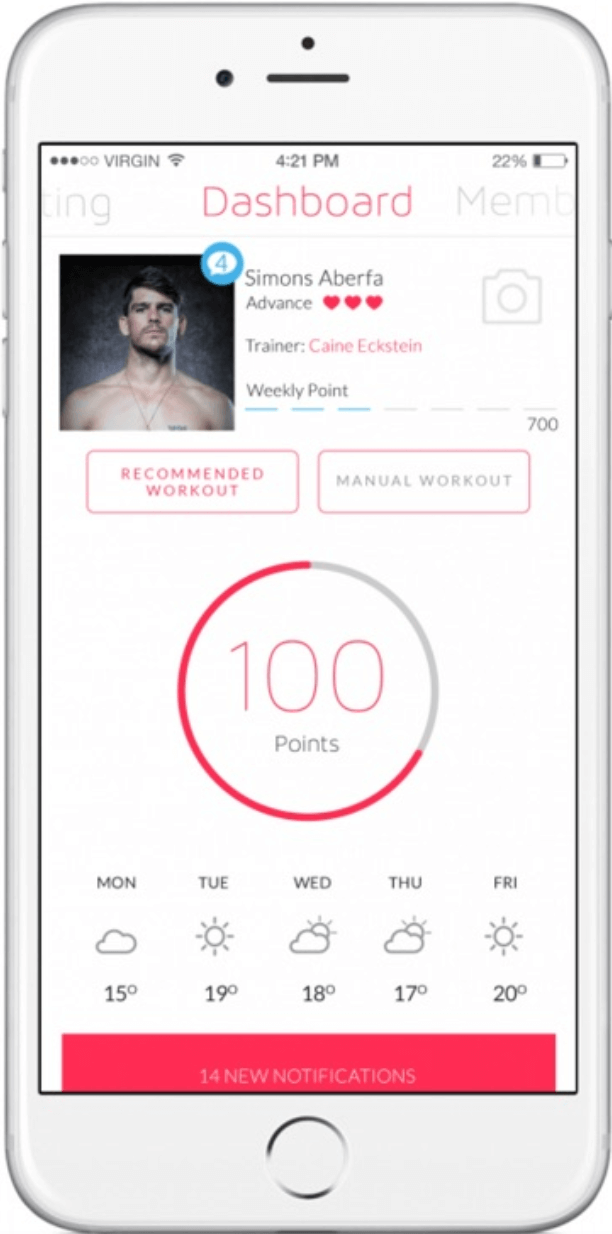 VIRGIN 4:21 PM 22%
ting Dashboard Memb
4
Simons Aberfa
Advance
Trainer: Caine Eckstein
Weekly Point
700
RECOMMENDED
WORKOUT
MANUAL WORKOUT
100
Points
MON TUE WED THU FRI
15° 19° 18° 17° 20°
14 NEW NOTIFICATIONS